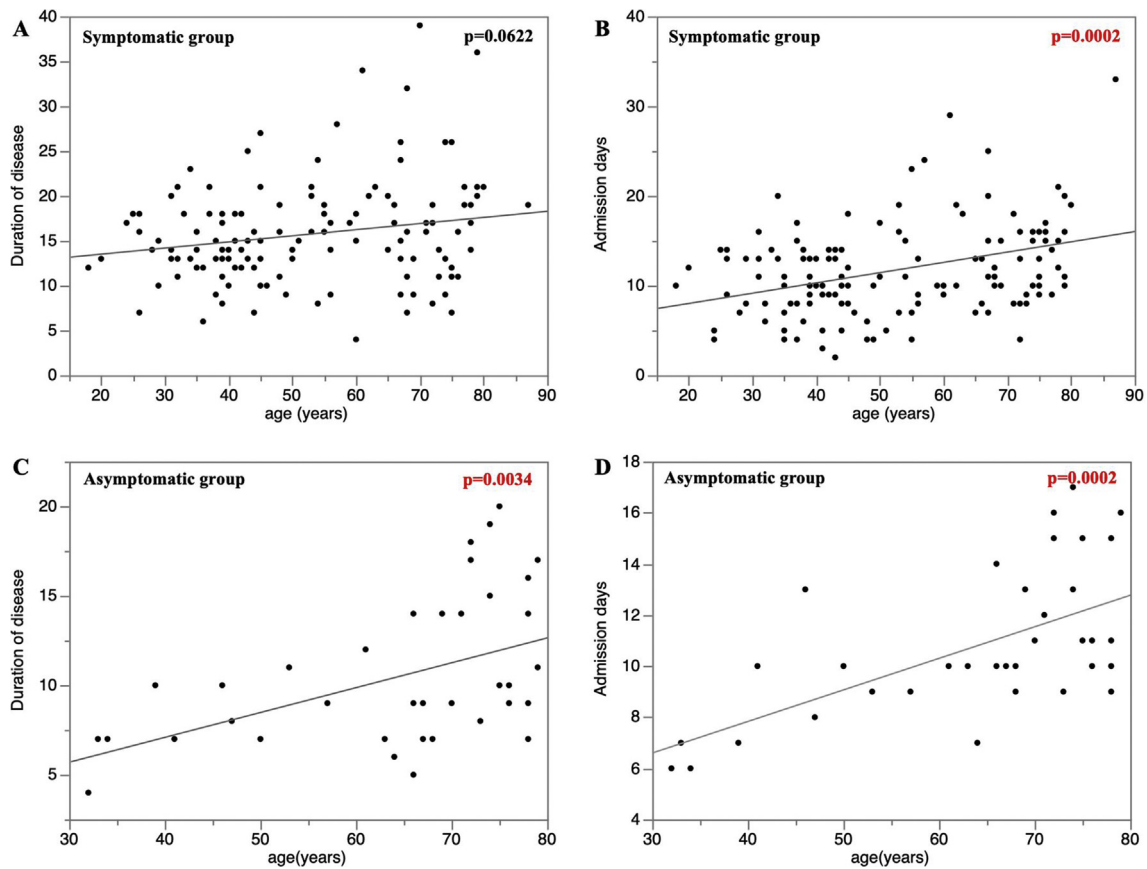 A
Symptomatic group
p=0.0622
40
35
30
25
20
15
10
5
0
Duration of disease
20 30 40 50 60 70 80 90
age (years)
B
Symptomatic group
p=0.0002
40
30
20
10
0
Admission days
20 30 40 50 60 70 80 90
age (years)
C
Asymptomatic group
p=0.0034
20
15
10
5
Duration of disease
30 40 50 60 70 80
age(years)
D
Asymptomatic group
p=0.0002
18
16
14
12
10
8
6
4
Admission days
30 40 50 60 70 80
age(years)